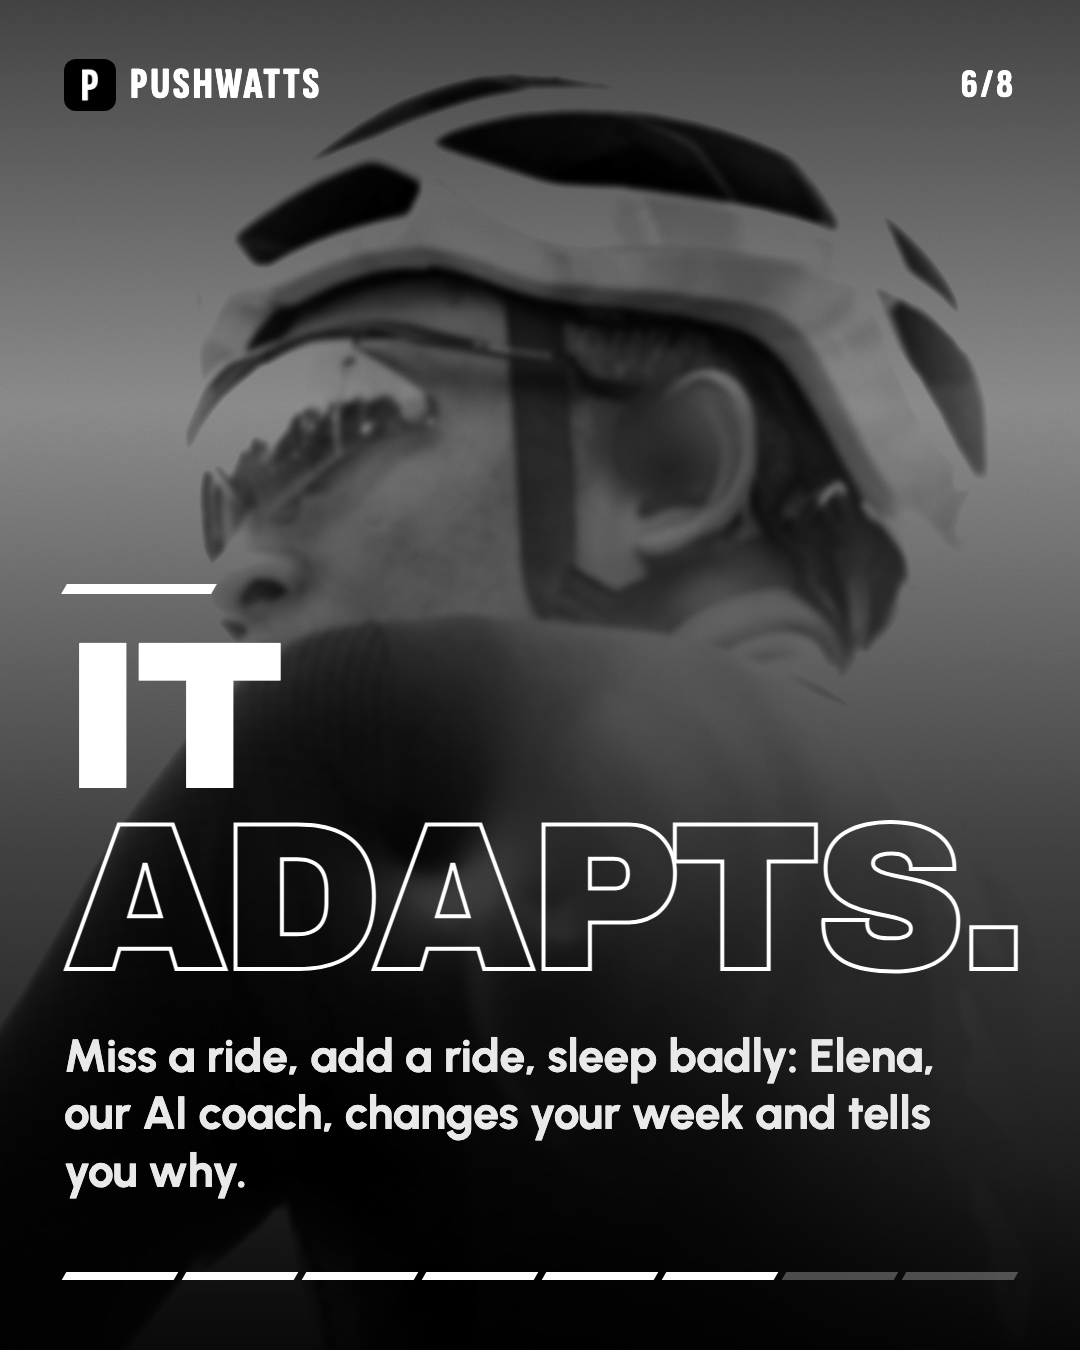 P PUSHWATTS
6/8
IT
ADAPTS.
Miss a ride, add a ride, sleep badly: Elena,
our AI coach, changes your week and tells
you why.